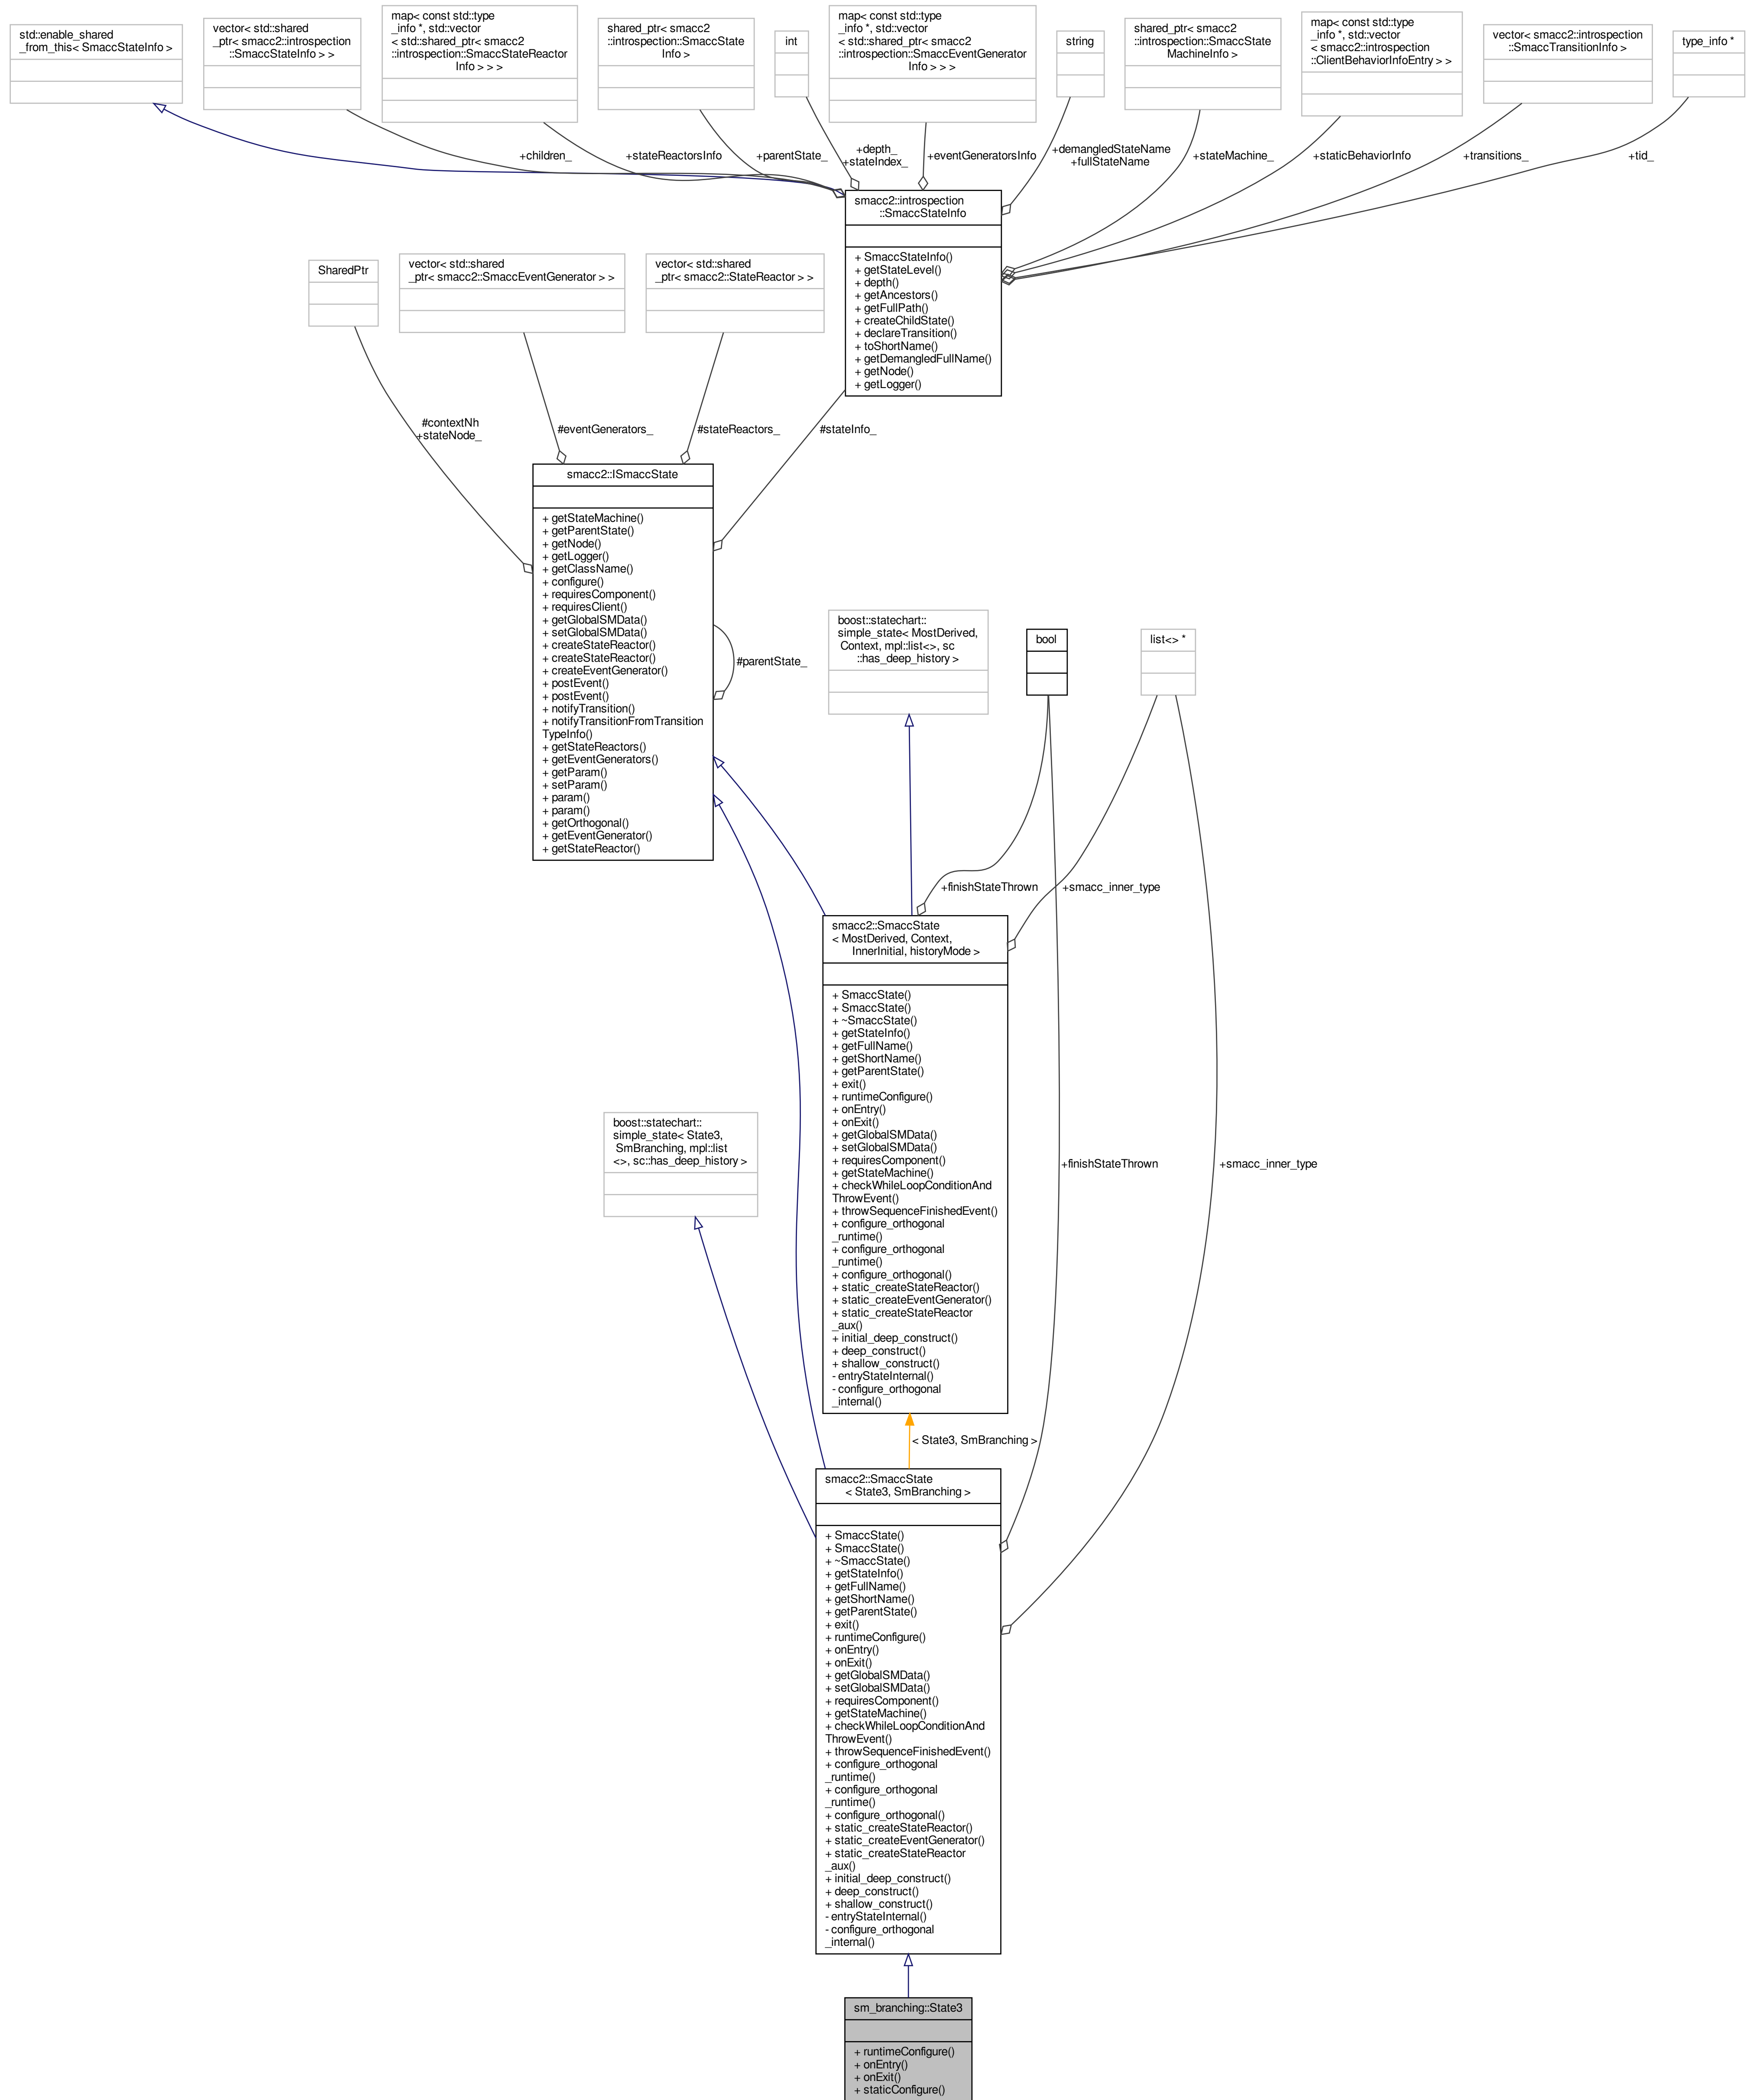 std::enable_shared
_from_this< SmaccStateInfo >
vector< std::shared
_ptr< smacc2::introspection
::SmaccStateInfo > >
map< const std::type
_info *, std::vector
< std::shared_ptr< smacc2
::introspection::SmaccStateReactor
Info > > >
shared_ptr< smacc2
::introspection::SmaccState
Info >
int
map< const std::type
_info *, std::vector
< std::shared_ptr< smacc2
::introspection::SmaccEventGenerator
Info > > >
string
shared_ptr< smacc2
::introspection::SmaccState
MachineInfo >
map< const std::type
_info *, std::vector
< smacc2::introspection
::ClientBehaviorInfoEntry > >
vector< smacc2::introspection
::SmaccTransitionInfo >
type_info *
+children_
+stateReactorsInfo
+parentState_
+depth_
+stateIndex_
+eventGeneratorsInfo
+demangledStateName
+fullStateName
+stateMachine_
+staticBehaviorInfo
+transitions_
+tid_
smacc2::introspection
::SmaccStateInfo
+ SmaccStateInfo()
+ getStateLevel()
+ depth()
+ getAncestors()
+ getFullPath()
+ createChildState()
+ declareTransition()
+ toShortName()
+ getDemangledFullName()
+ getNode()
+ getLogger()
SharedPtr
vector< std::shared
_ptr< smacc2::SmaccEventGenerator > >
vector< std::shared
_ptr< smacc2::StateReactor > >
#contextNh
+stateNode_
#eventGenerators_
#stateReactors_
#stateInfo_
smacc2::ISmaccState
+ getStateMachine()
+ getParentState()
+ getNode()
+ getLogger()
+ getClassName()
+ configure()
+ requiresComponent()
+ requiresClient()
+ getGlobalSMData()
+ setGlobalSMData()
+ createStateReactor()
+ createStateReactor()
+ createEventGenerator()
+ postEvent()
+ postEvent()
+ notifyTransition()
+ notifyTransitionFromTransition
TypeInfo()
+ getStateReactors()
+ getEventGenerators()
+ getParam()
+ setParam()
+ param()
+ param()
+ getOrthogonal()
+ getEventGenerator()
+ getStateReactor()
#parentState_
boost::statechart::
simple_state< MostDerived,
Context, mpl::list<>, sc
::has_deep_history >
bool
list<> *
+finishStateThrown
+smacc_inner_type
smacc2::SmaccState
< MostDerived, Context,
InnerInitial, historyMode >
+ SmaccState()
+ SmaccState()
+ ~SmaccState()
+ getStateInfo()
+ getFullName()
+ getShortName()
+ getParentState()
+ exit()
+ runtimeConfigure()
+ onEntry()
+ onExit()
+ getGlobalSMData()
+ setGlobalSMData()
+ requiresComponent()
+ getStateMachine()
+ checkWhileLoopConditionAnd
ThrowEvent()
+ throwSequenceFinishedEvent()
+ configure_orthogonal
_runtime()
+ configure_orthogonal
_runtime()
+ configure_orthogonal()
+ static_createStateReactor()
+ static_createEventGenerator()
+ static_createStateReactor
_aux()
+ initial_deep_construct()
+ deep_construct()
+ shallow_construct()
- entryStateInternal()
- configure_orthogonal
_internal()
boost::statechart::
simple_state< State3,
SmBranching, mpl::list
<>, sc::has_deep_history >
+finishStateThrown
+smacc_inner_type
< State3, SmBranching >
smacc2::SmaccState
< State3, SmBranching >
+ SmaccState()
+ SmaccState()
+ ~SmaccState()
+ getStateInfo()
+ getFullName()
+ getShortName()
+ getParentState()
+ exit()
+ runtimeConfigure()
+ onEntry()
+ onExit()
+ getGlobalSMData()
+ setGlobalSMData()
+ requiresComponent()
+ getStateMachine()
+ checkWhileLoopConditionAnd
ThrowEvent()
+ throwSequenceFinishedEvent()
+ configure_orthogonal
_runtime()
+ configure_orthogonal
_runtime()
+ configure_orthogonal()
+ static_createStateReactor()
+ static_createEventGenerator()
+ static_createStateReactor
_aux()
+ initial_deep_construct()
+ deep_construct()
+ shallow_construct()
- entryStateInternal()
- configure_orthogonal
_internal()
sm_branching::State3
+ runtimeConfigure()
+ onEntry()
+ onExit()
+ staticConfigure()